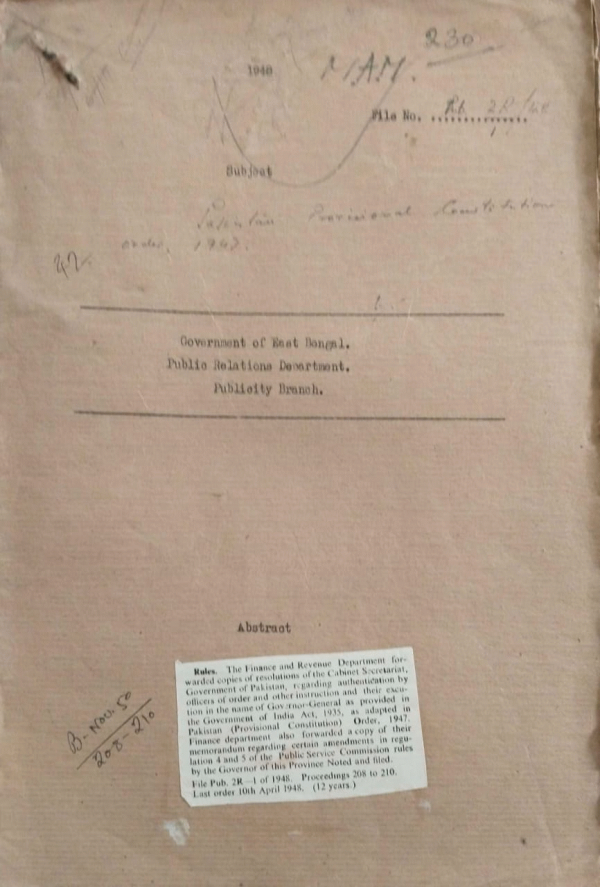 230
1948
File No. Pub. 2R/48
1
Subject
Pakistan Provisional Constitution
order, 1947.
Government of East Bengal.
Public Relations Department.
Publicity Branch.
Abstract
Rules. The Finance and Revenue Department for-
warded copies of resolutions of the Cabinet Secretariat,
Government of Pakistan, regarding authentication by
officers of order and other instruction and their execu-
tion in the name of Governor-General as provided in
the Government of India Act, 1935, as adapted in
Pakistan (Provisional Constitution) Order, 1947.
Finance department also forwarded a copy of their
memorandum regarding certain amendments in regu-
lation 4 and 5 of the Public Service Commission rules
by the Governor of this Province Noted and filed.
File Pub. 2R—1 of 1948. Proceedings 208 to 210.
Last order 10th April 1948. (12 years.)
B-Nov. 50
208-210